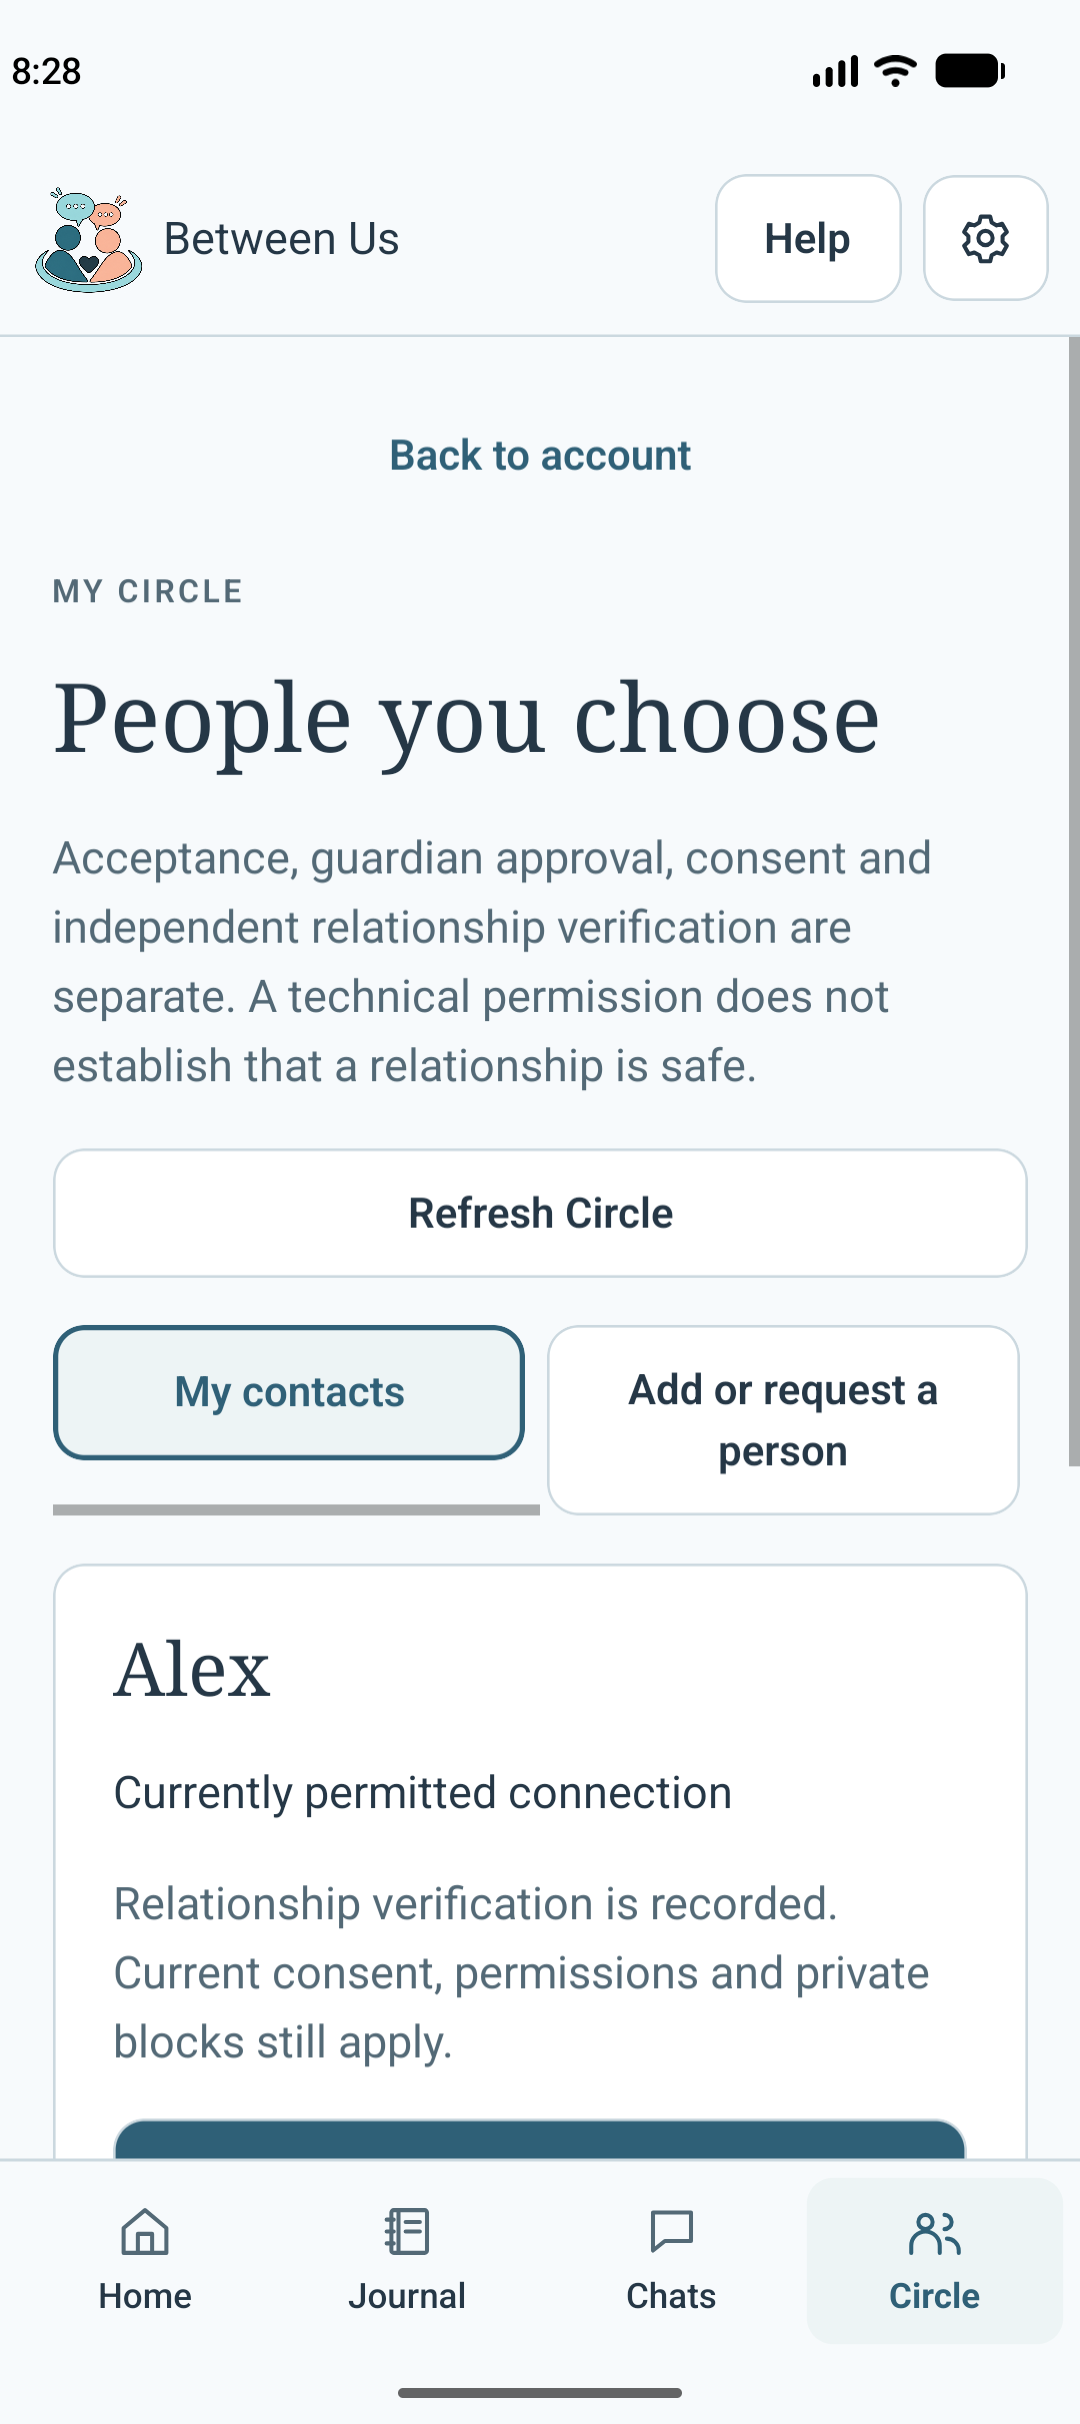 8:28
Between Us
Help
Back to account
MY CIRCLE
People you choose
Acceptance, guardian approval, consent and
independent relationship verification are
separate. A technical permission does not
establish that a relationship is safe.
Refresh Circle
My contacts
Add or request a
person
Alex
Currently permitted connection
Relationship verification is recorded.
Current consent, permissions and private
blocks still apply.
Home
Journal
Chats
Circle